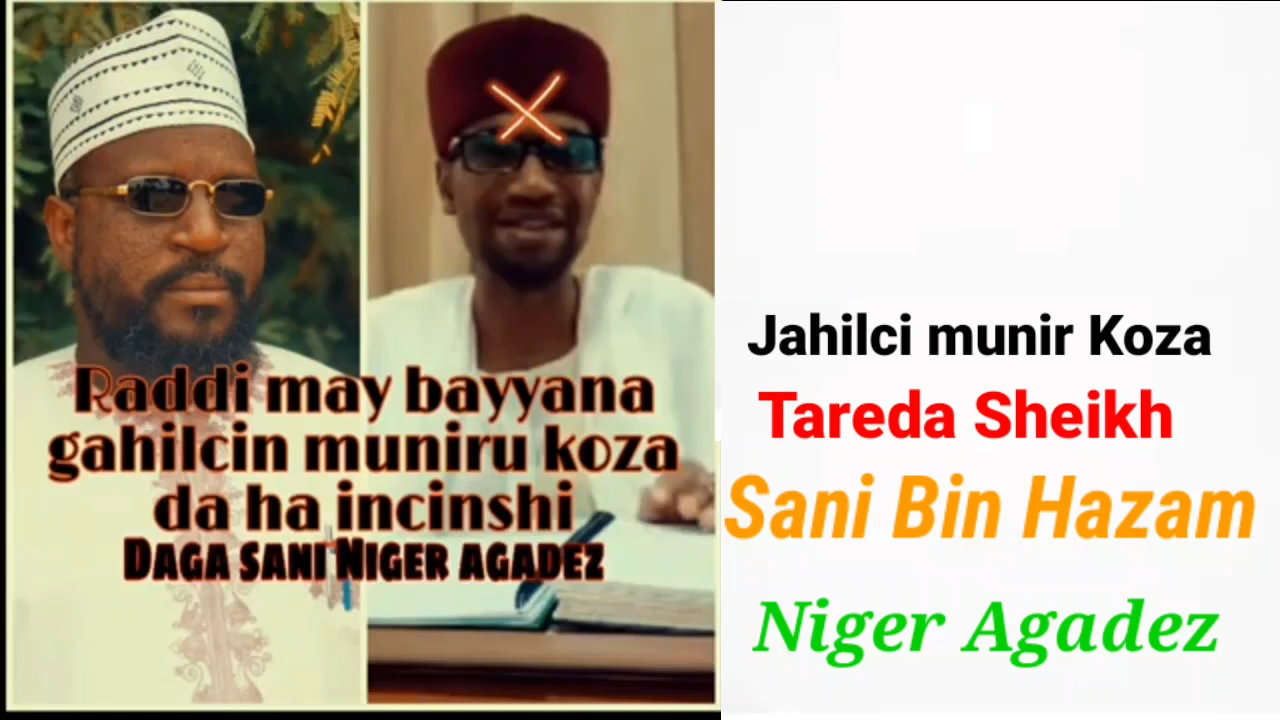 Raddi may bayyana
gahilcin muniru koza
da ha incinshi
DAGA SANI NIGER AGADEZ
Jahilci munir Koza
Tareda Sheikh
Sani Bin Hazam
Niger Agadez